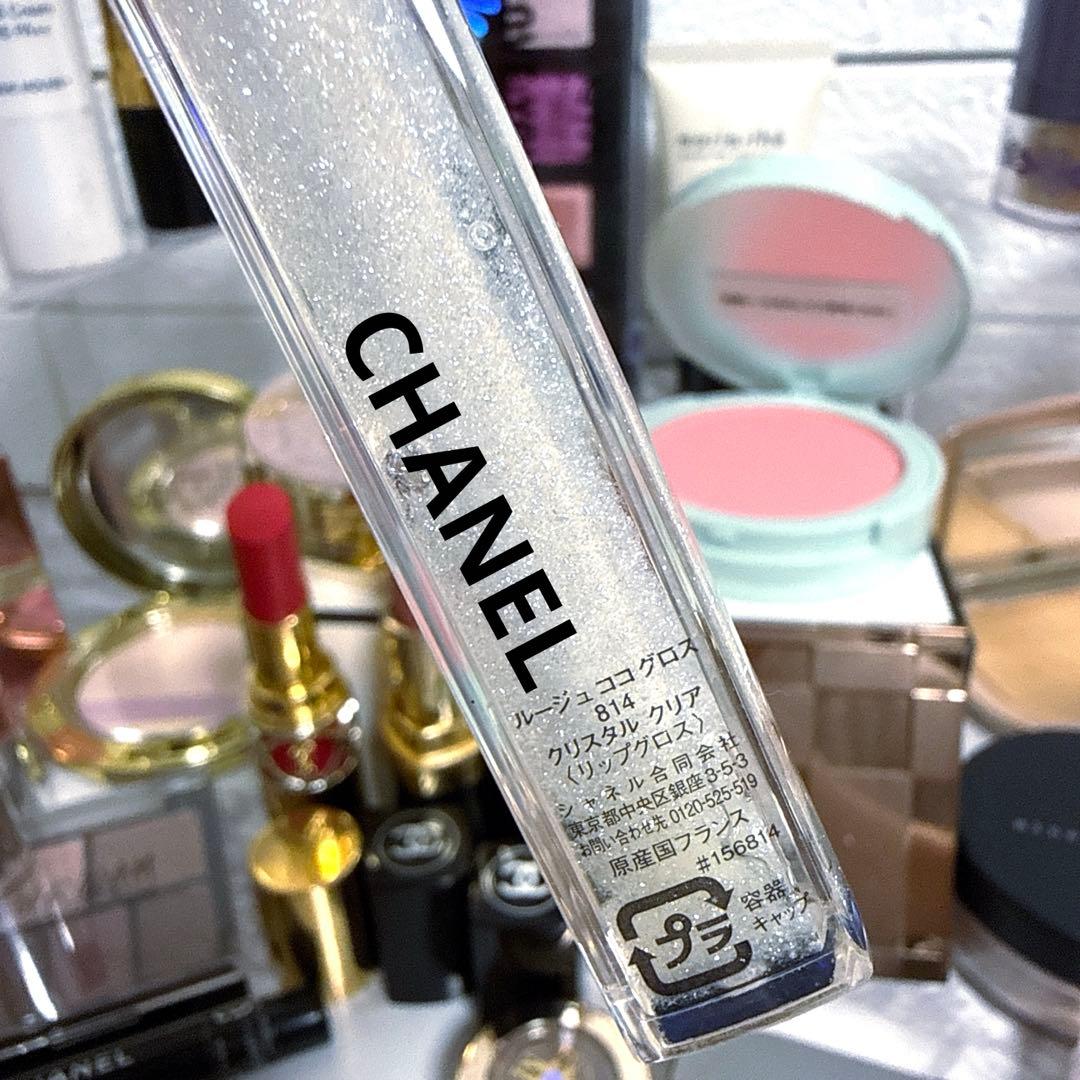 CHANEL
ルージュ ココ グロス
814
クリスタル クリア
〈リップグロス〉
シャネル合同会社
東京都中央区銀座3-5-3
お問い合わせ先 0120-525-519
原産国フランス
#156814
プラ
容器
キャップ